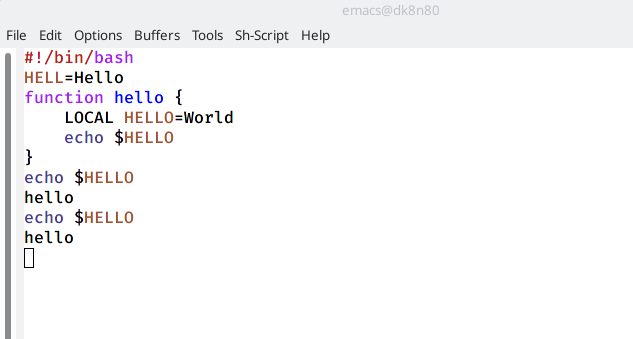 emacs@dk8n80
File Edit Options Buffers Tools Sh-Script Help
#!/bin/bash
HELL=Hello
function hello {
    LOCAL HELLO=World
    echo $HELLO
}
echo $HELLO
hello
echo $HELLO
hello